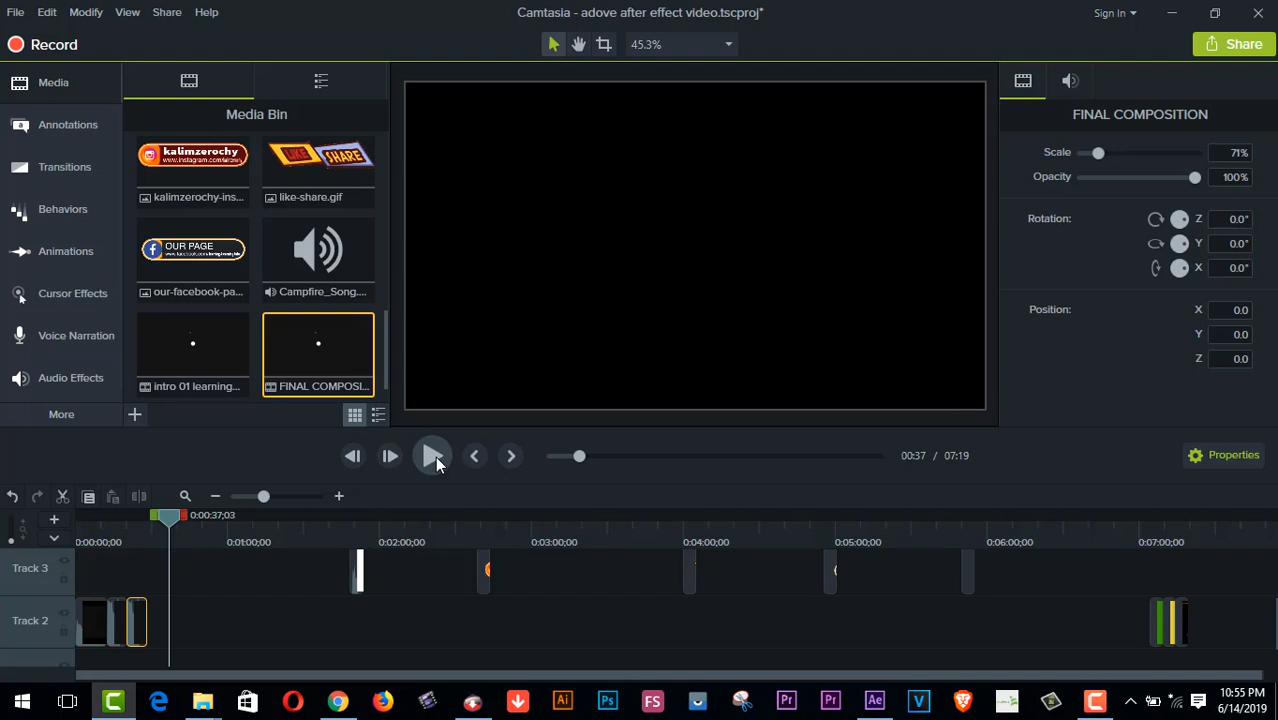 File Edit Modify View Share Help
Camtasia - adove after effect video.tscproj*
Sign In
Record
45.3%
Share
Media
Annotations
Transitions
Behaviors
Animations
Cursor Effects
Voice Narration
Audio Effects
More
Media Bin
kalimzerochy
kalimzerochy-ins...
LIKE SHARE
like-share.gif
OUR PAGE
our-facebook-pa...
Campfire_Song....
intro 01 learning...
FINAL COMPOSI...
FINAL COMPOSITION
Scale 71%
Opacity 100%
Rotation: Z 0.0°
Y 0.0°
X 0.0°
Position: X 0.0
Y 0.0
Z 0.0
00:37 / 07:19
Properties
0:00:37;03
0:00:00;00 0:01:00;00 0:02:00;00 0:03:00;00 0:04:00;00 0:05:00;00 0:06:00;00 0:07:00;00
Track 3
Track 2
Ai Ps FS Pr Pr Ae V
10:55 PM
6/14/2019